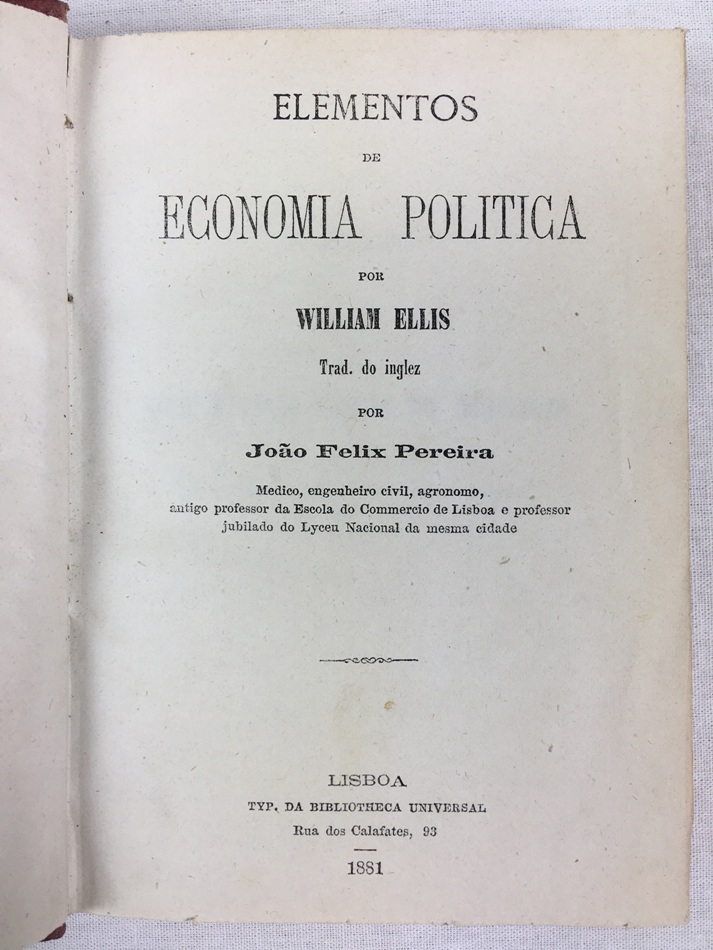 ELEMENTOS
DE
ECONOMIA POLITICA
POR
WILLIAM ELLIS
Trad. do inglez
POR
João Felix Pereira
Medico, engenheiro civil, agronomo,
antigo professor da Escola do Commercio de Lisboa e professor
jubilado do Lyceu Nacional da mesma cidade
LISBOA
TYP. DA BIBLIOTHECA UNIVERSAL
Rua dos Calafates, 93
1881